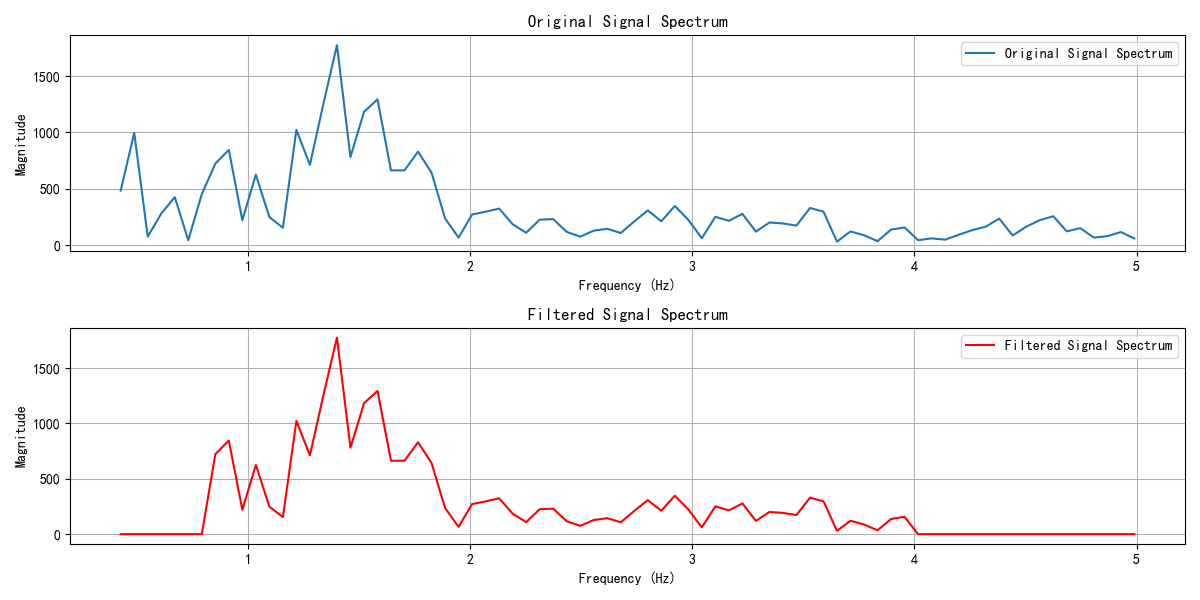 Original Signal Spectrum
Original Signal Spectrum
Magnitude
1500
1000
500
0
1 2 3 4 5
Frequency (Hz)
Filtered Signal Spectrum
Filtered Signal Spectrum
Magnitude
1500
1000
500
0
1 2 3 4 5
Frequency (Hz)